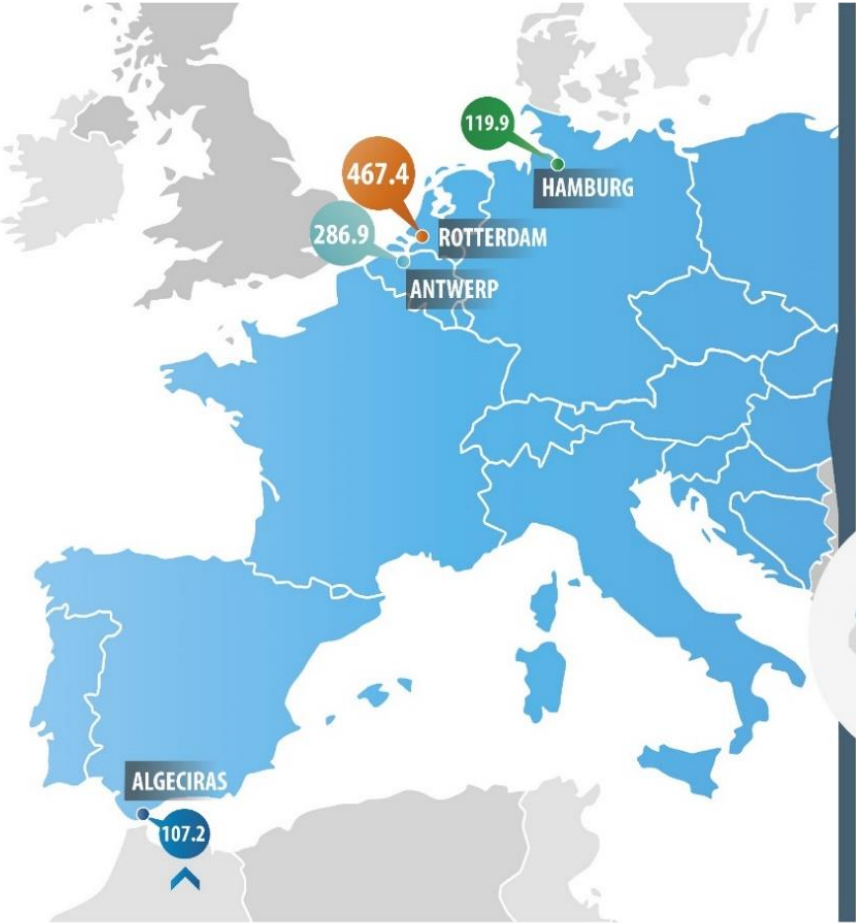 119.9
HAMBURG
467.4
ROTTERDAM
286.9
ANTWERP
ALGECIRAS
107.2